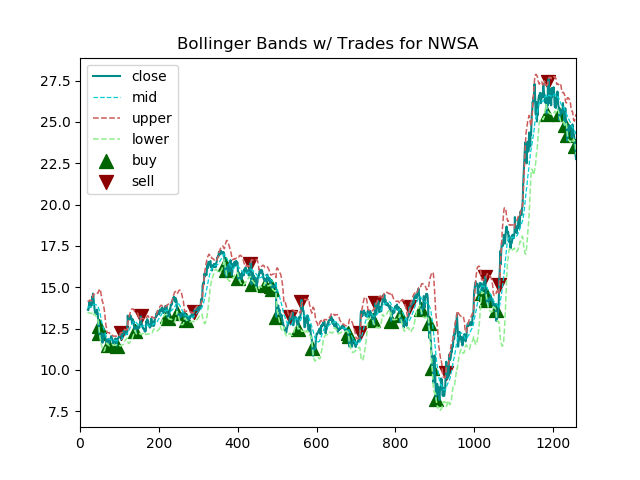 Bollinger Bands w/ Trades for NWSA
close
mid
upper
lower
buy
sell
27.5
25.0
22.5
20.0
17.5
15.0
12.5
10.0
7.5
0 200 400 600 800 1000 1200